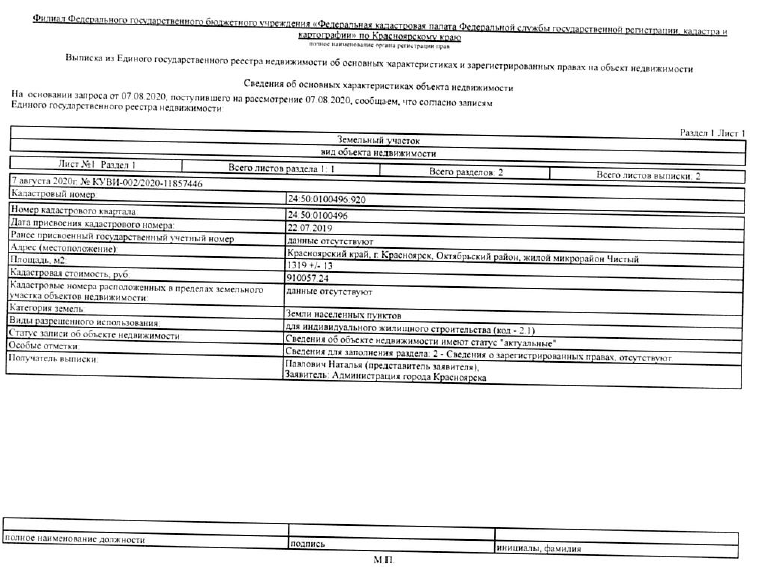 Филиал Федерального государственного бюджетного учреждения «Федеральная кадастровая палата Федеральной службы государственной регистрации, кадастра и
картографии» по Красноярскому краю
полное наименование органа регистрации прав
Выписка из Единого государственного реестра недвижимости об основных характеристиках и зарегистрированных правах на объект недвижимости
Сведения об основных характеристиках объекта недвижимости
На основании запроса от 07.08.2020, поступившего на рассмотрение 07.08.2020, сообщаем, что согласно записям
Единого государственного реестра недвижимости
Раздел 1 Лист 1
Земельный участок
вид объекта недвижимости
Лист №1 Раздел 1 Всего листов раздела 1: 1 Всего разделов: 2 Всего листов выписки: 2
7 августа 2020г. № КУВИ-002/2020-11857446
Кадастровый номер 24:50:0100496:920
Номер кадастрового квартала 24:50:0100496
Дата присвоения кадастрового номера: 22.07.2019
Ранее присвоенный государственный учетный номер данные отсутствуют
Адрес (местоположение): Красноярский край, г. Красноярск, Октябрьский район, жилой микрорайон Чистый
Площадь, м2: 1319 +/- 13
Кадастровая стоимость, руб: 910057.24
Кадастровые номера расположенных в пределах земельного участка объектов недвижимости: данные отсутствуют
Категория земель: Земли населенных пунктов
Виды разрешенного использования: для индивидуального жилищного строительства (код - 2.1)
Статус записи об объекте недвижимости Сведения об объекте недвижимости имеют статус "актуальные"
Особые отметки: Сведения для заполнения раздела: 2 - Сведения о зарегистрированных правах, отсутствуют
Получатель выписки: Павлович Наталья (представитель заявителя),
Заявитель: Администрация города Красноярска
полное наименование должности подпись инициалы, фамилия
М.П.